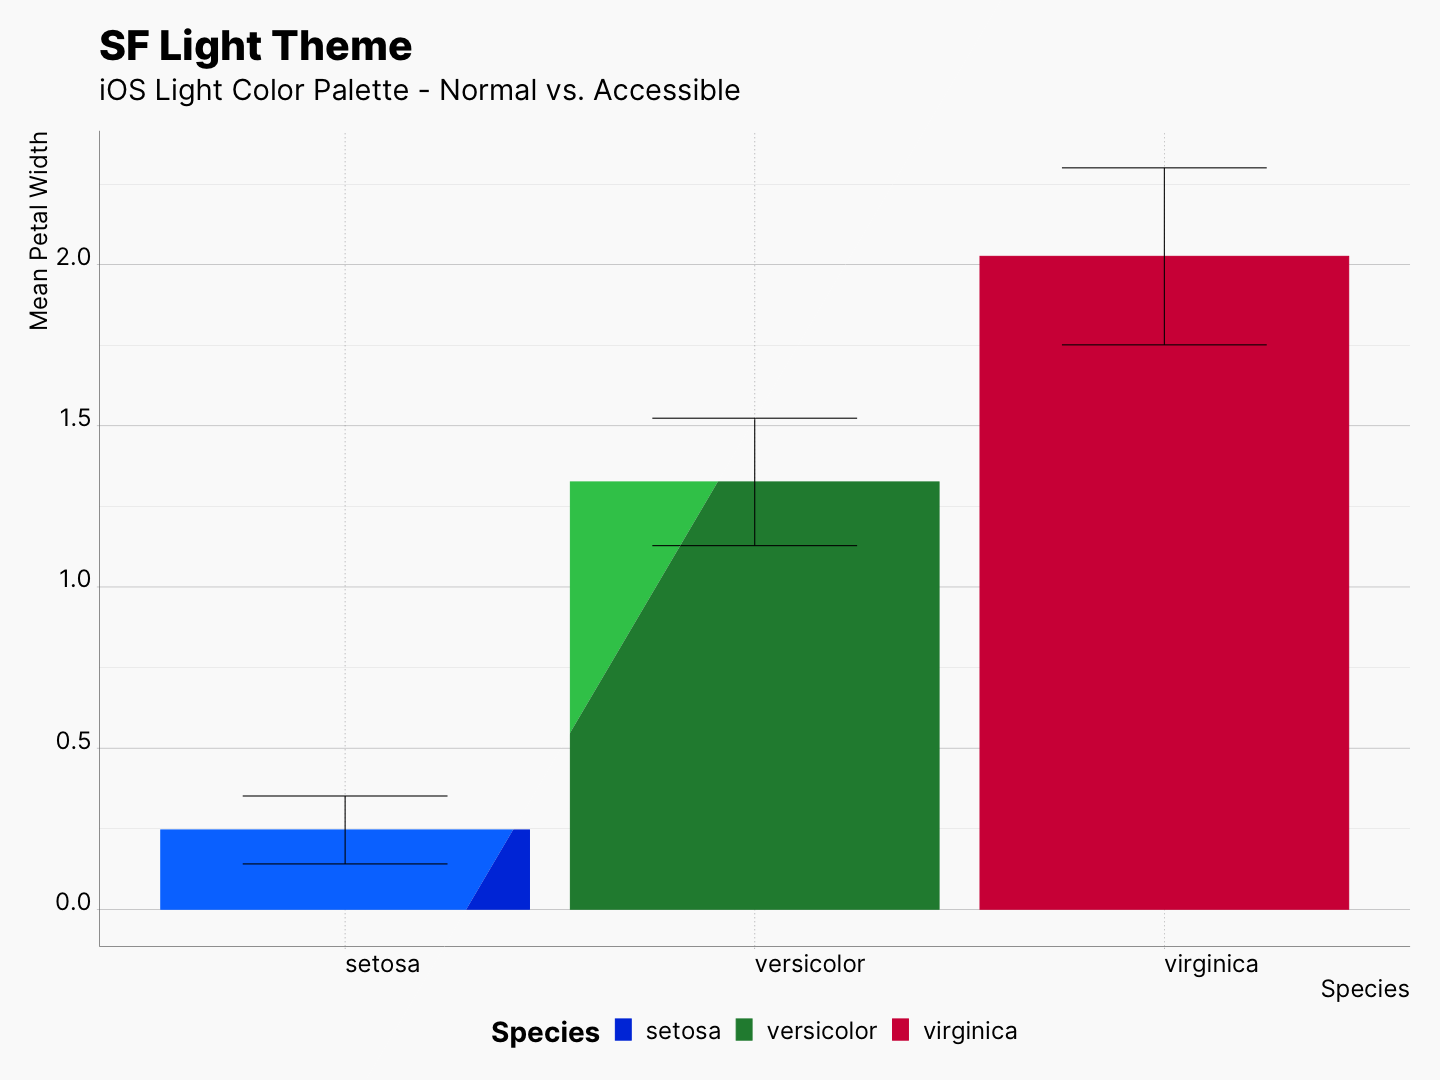 SF Light Theme
iOS Light Color Palette - Normal vs. Accessible
Mean Petal Width
2.0
1.5
1.0
0.5
0.0
setosa versicolor virginica
Species
Species setosa versicolor virginica